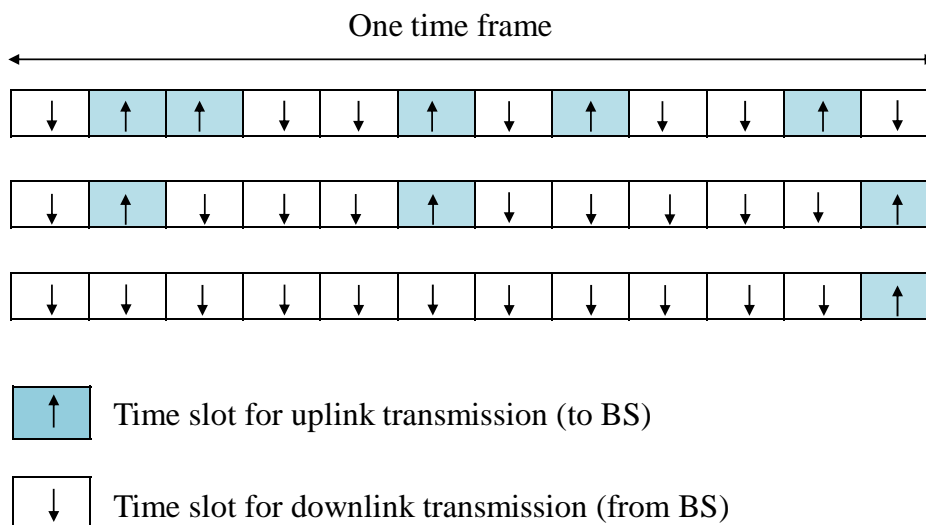 One time frame
Time slot for uplink transmission (to BS)
Time slot for downlink transmission (from BS)